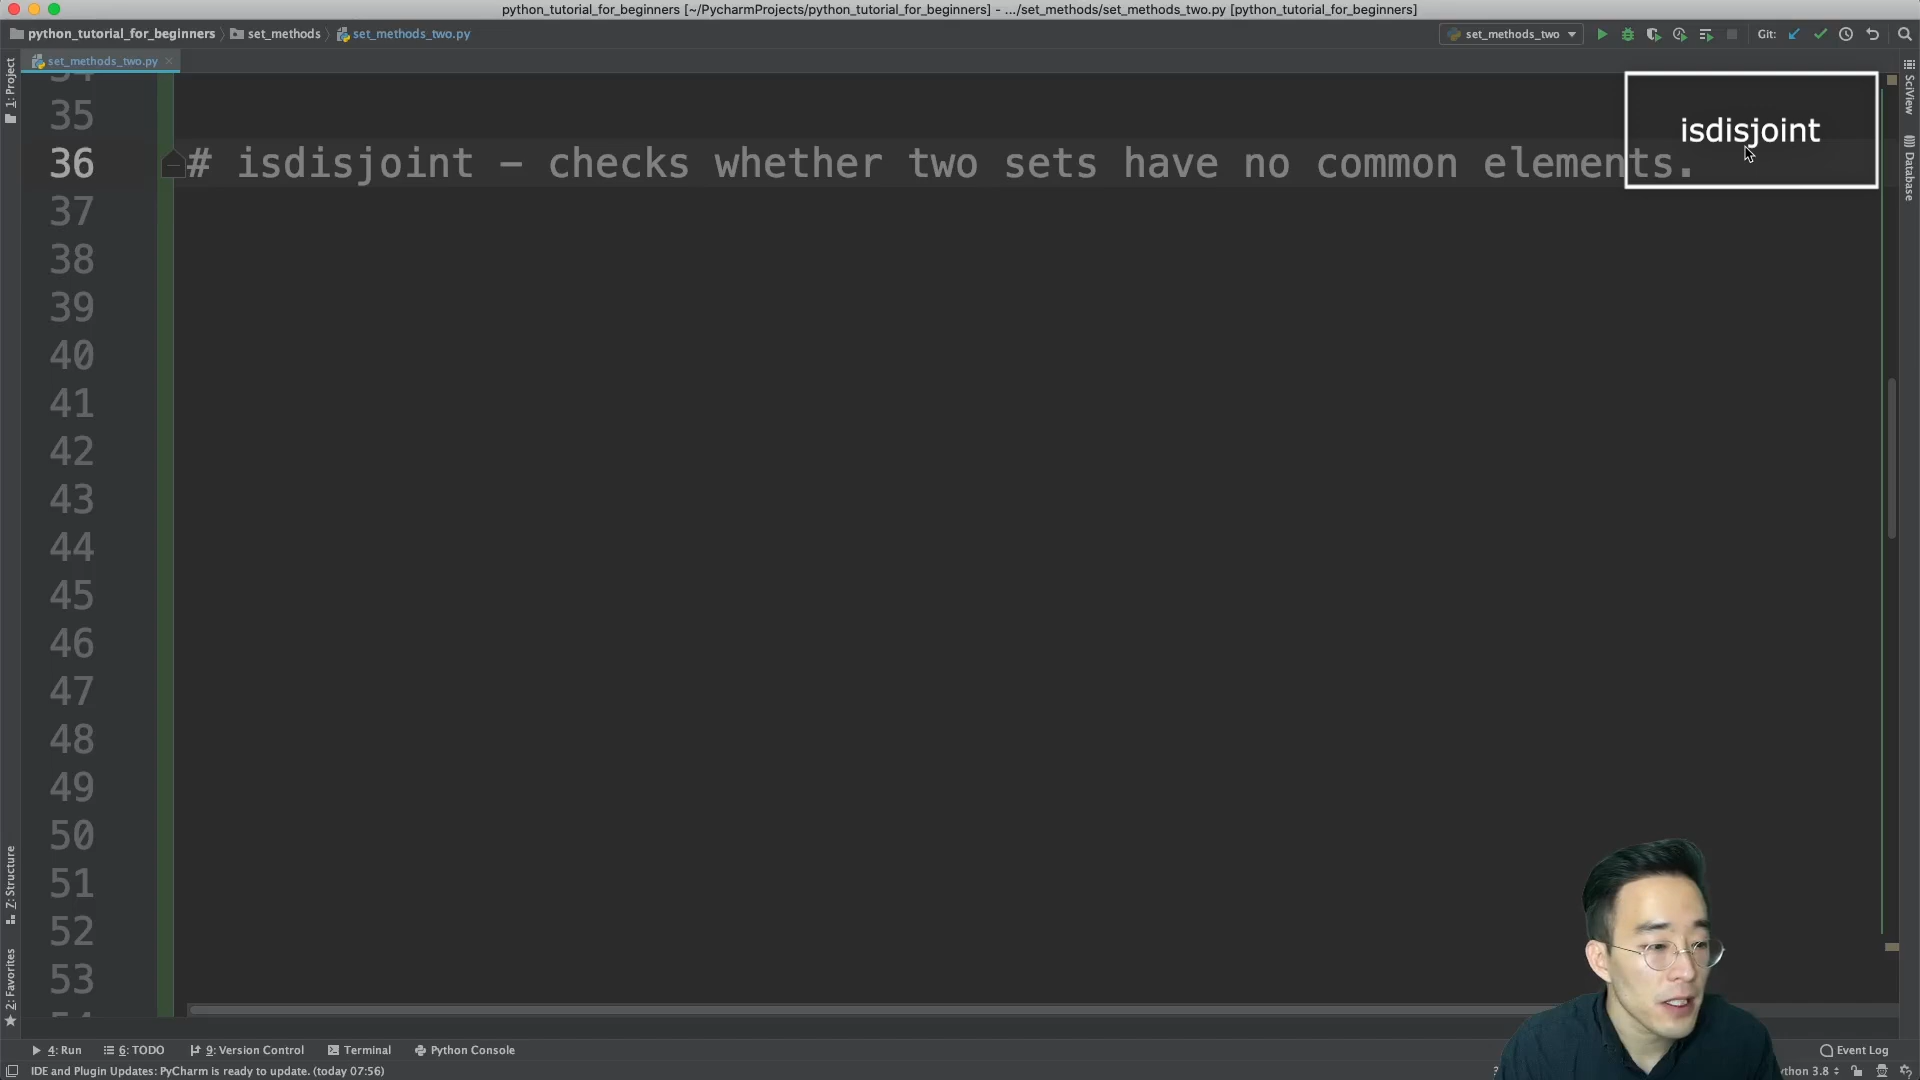 python_tutorial_for_beginners [~/PycharmProjects/python_tutorial_for_beginners] - .../set_methods/set_methods_two.py [python_tutorial_for_beginners]
python_tutorial_for_beginners set_methods set_methods_two.py
set_methods_two Git:
set_methods_two.py
1: Project
SciView
Database
isdisjoint
35
36 # isdisjoint - checks whether two sets have no common elements.
37
38
39
40
41
42
43
44
45
46
47
48
49
50
51
52
53
Z: Structure
2: Favorites
4: Run 6: TODO 9: Version Control Terminal Python Console Event Log
IDE and Plugin Updates: PyCharm is ready to update. (today 07:56) 3.8